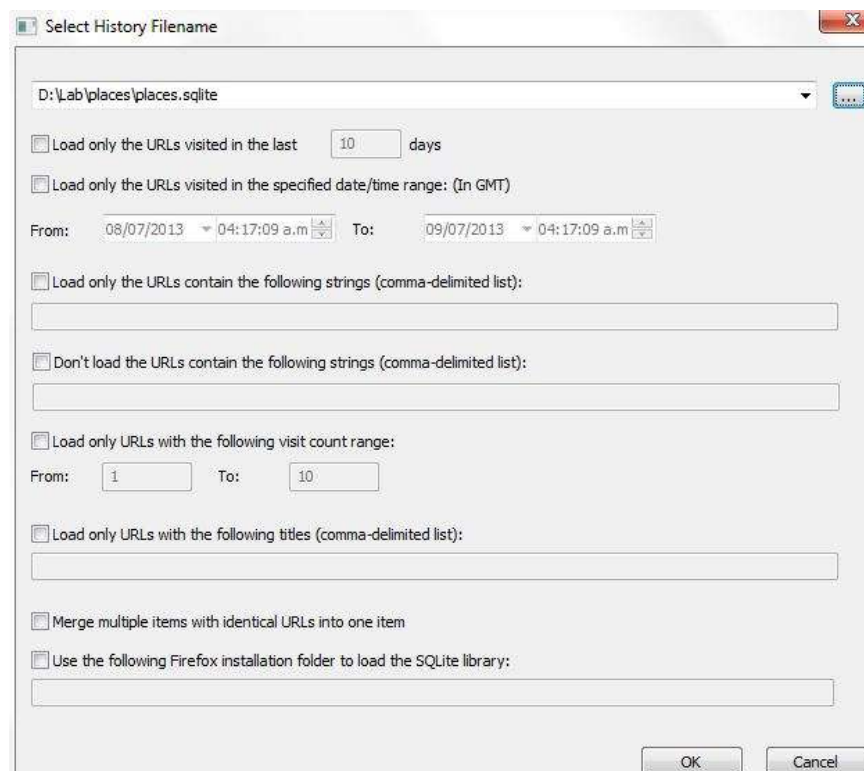 Select History Filename
D:\Lab\places\places.sqlite ...
Load only the URLs visited in the last 10 days
Load only the URLs visited in the specified date/time range: (In GMT)
From: 08/07/2013 04:17:09 a.m To: 09/07/2013 04:17:09 a.m
Load only the URLs contain the following strings (comma-delimited list):
Don't load the URLs contain the following strings (comma-delimited list):
Load only URLs with the following visit count range:
From: 1 To: 10
Load only URLs with the following titles (comma-delimited list):
Merge multiple items with identical URLs into one item
Use the following Firefox installation folder to load the SQLite library:
OK Cancel